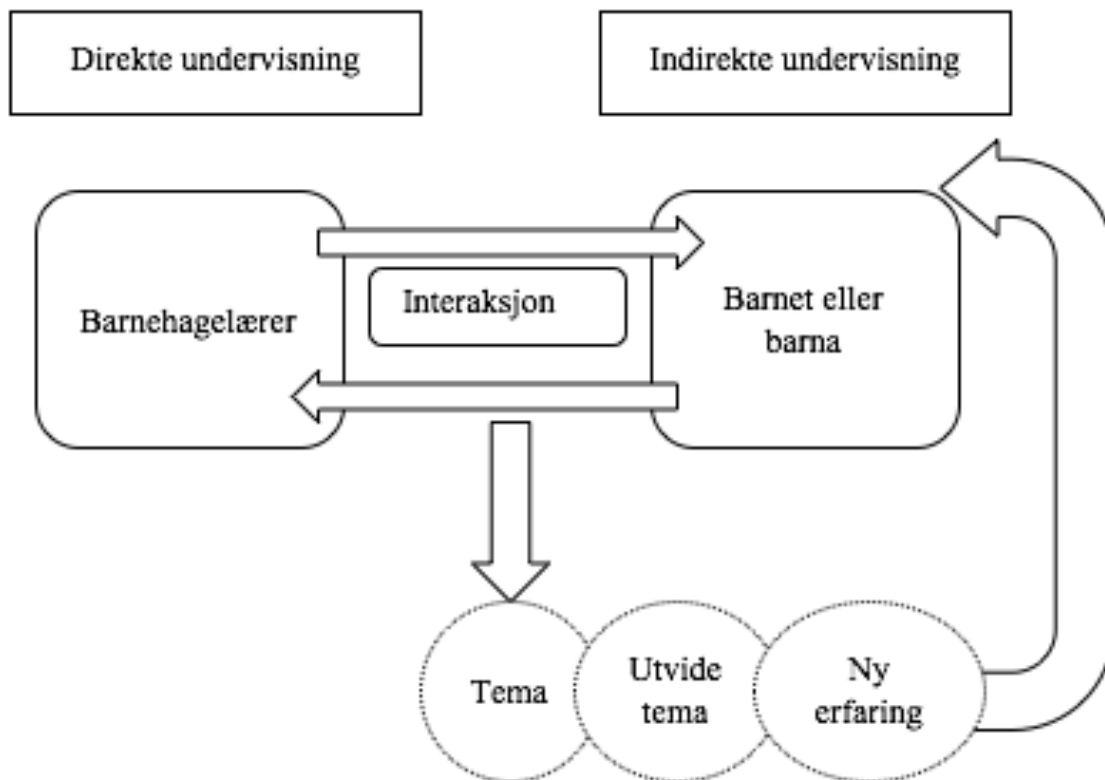 Direkte undervisning
Indirekte undervisning
Barnehagelærer
Interaksjon
Barnet eller
barna
Tema
Utvide
tema
Ny
erfaring